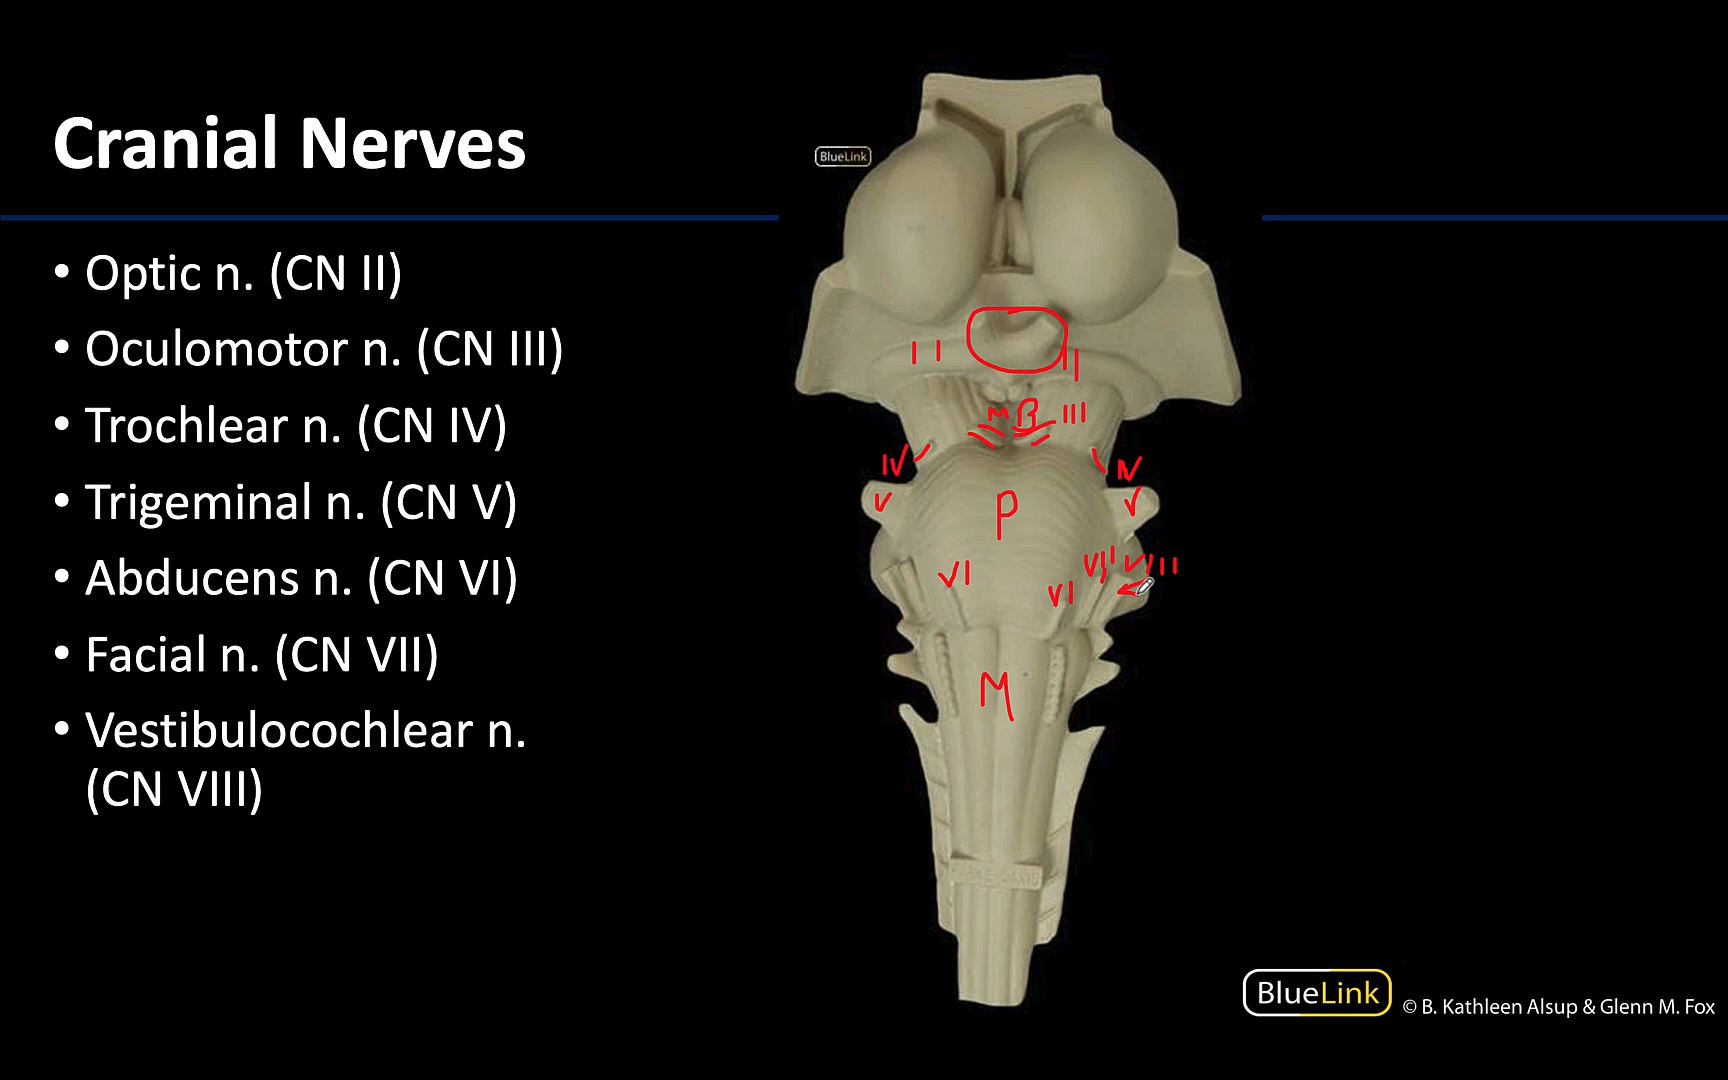 Cranial Nerves
BlueLink
• Optic n. (CN II)
• Oculomotor n. (CN III)
• Trochlear n. (CN IV)
• Trigeminal n. (CN V)
• Abducens n. (CN VI)
• Facial n. (CN VII)
• Vestibulocochlear n.
(CN VIII)
II II
M B III
IV IV
V V
P
VI VI VII VIII
M
BlueLink © B. Kathleen Alsup & Glenn M. Fox